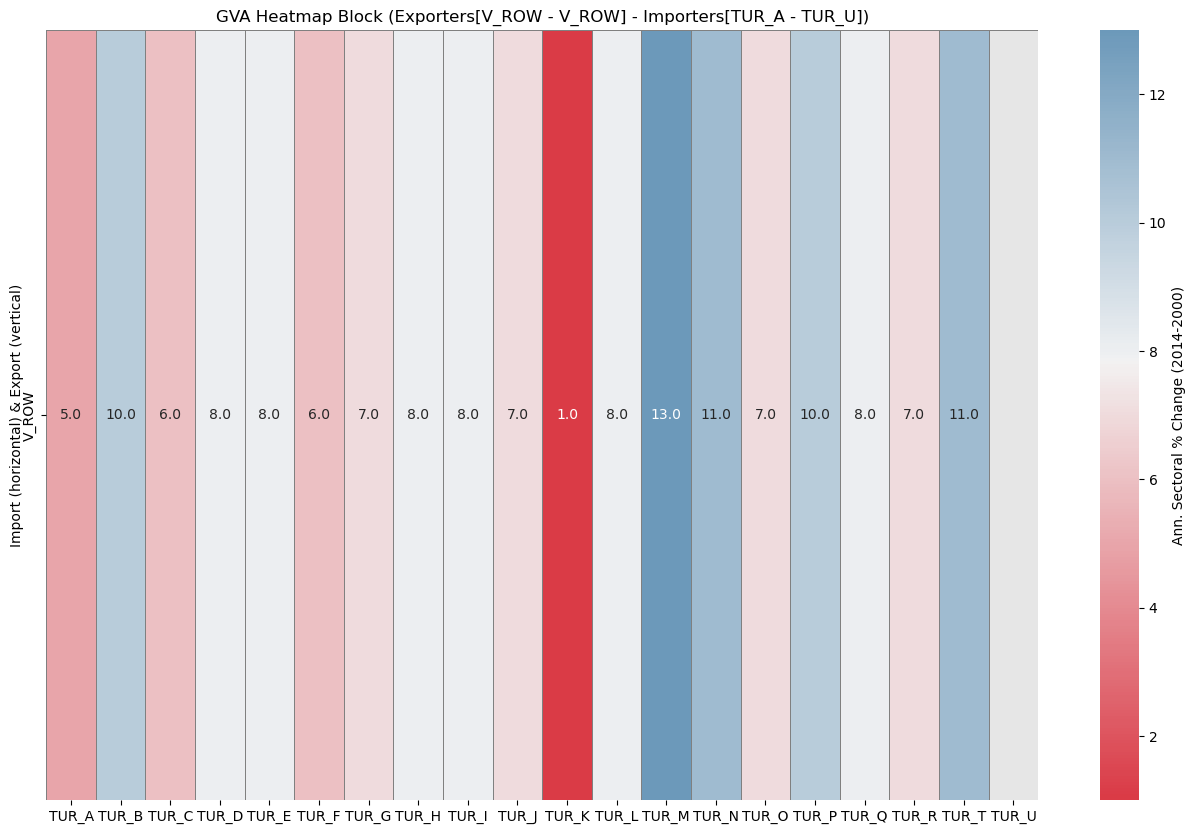 GVA Heatmap Block (Exporters[V_ROW - V_ROW] - Importers[TUR_A - TUR_U])
Import (horizontal) & Export (vertical)
V_ROW
5.0 10.0 6.0 8.0 8.0 6.0 7.0 8.0 8.0 7.0 1.0 8.0 13.0 11.0 7.0 10.0 8.0 7.0 11.0
TUR_A TUR_B TUR_C TUR_D TUR_E TUR_F TUR_G TUR_H TUR_I TUR_J TUR_K TUR_L TUR_M TUR_N TUR_O TUR_P TUR_Q TUR_R TUR_T TUR_U
12
10
8
6
4
2
Ann. Sectoral % Change (2014-2000)